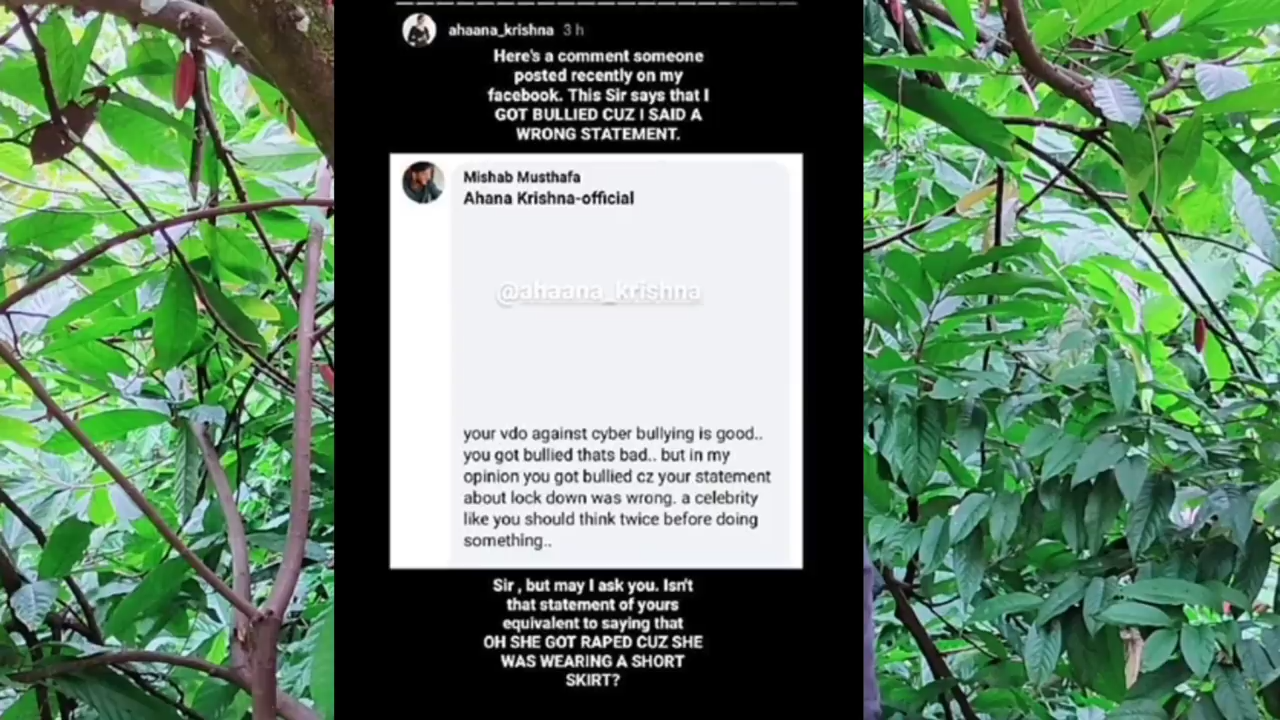 ahaana_krishna 3 h
Here's a comment someone
posted recently on my
facebook. This Sir says that I
GOT BULLIED CUZ I SAID A
WRONG STATEMENT.
Mishab Musthafa
Ahana Krishna-official
@ahaana_krishna
your vdo against cyber bullying is good..
you got bullied thats bad.. but in my
opinion you got bullied cz your statement
about lock down was wrong. a celebrity
like you should think twice before doing
something..
Sir , but may I ask you. Isn't
that statement of yours
equivalent to saying that
OH SHE GOT RAPED CUZ SHE
WAS WEARING A SHORT
SKIRT?